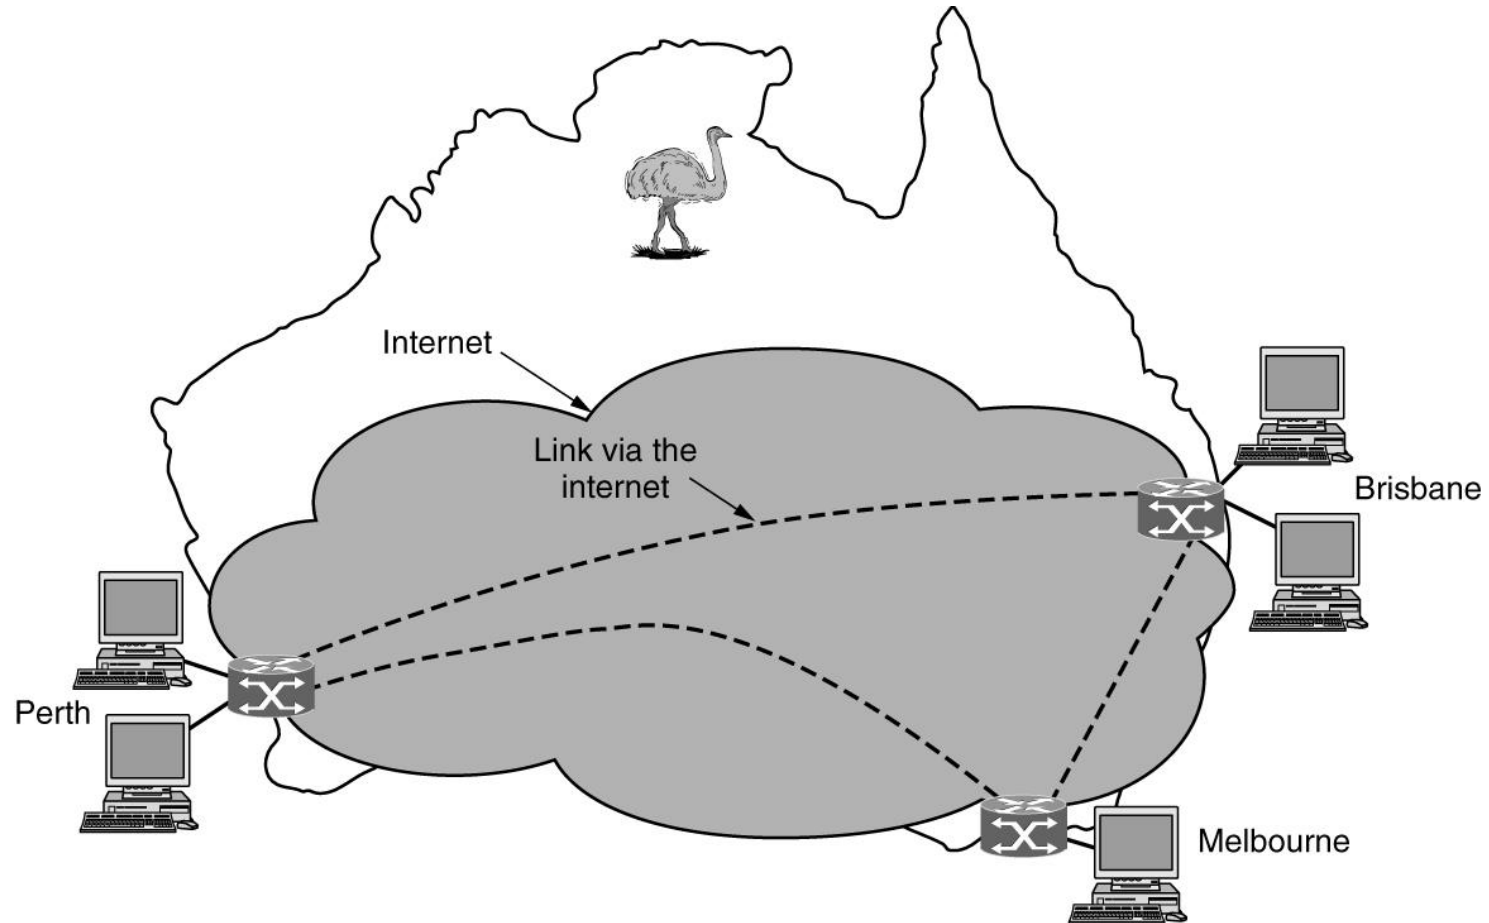 Internet
Link via the
internet
Brisbane
Perth
Melbourne